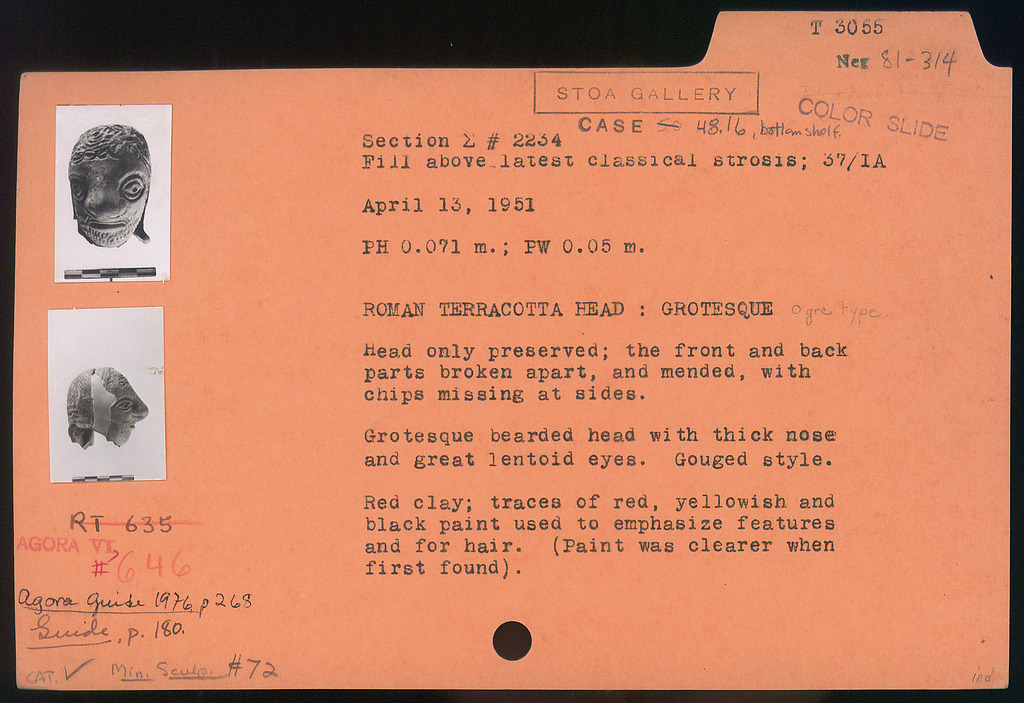 T 3055
Neg 81-314
STOA GALLERY
COLOR SLIDE
CASE 50 48.16, bottom shelf.
Section Σ # 2234
Fill above latest classical strosis; 37/IA
April 13, 1951
PH 0.071 m.; PW 0.05 m.
ROMAN TERRACOTTA HEAD : GROTESQUE Ogre type
Head only preserved; the front and back
parts broken apart, and mended, with
chips missing at sides.
Grotesque bearded head with thick nose
and great lentoid eyes. Gouged style.
Red clay; traces of red, yellowish and
black paint used to emphasize features
and for hair. (Paint was clearer when
first found).
RT 635
AGORA VI
# 646
Agora Guide 1976, p 268
Guide, p. 180.
CAT. ✓ Min. Sculp. #72
ind